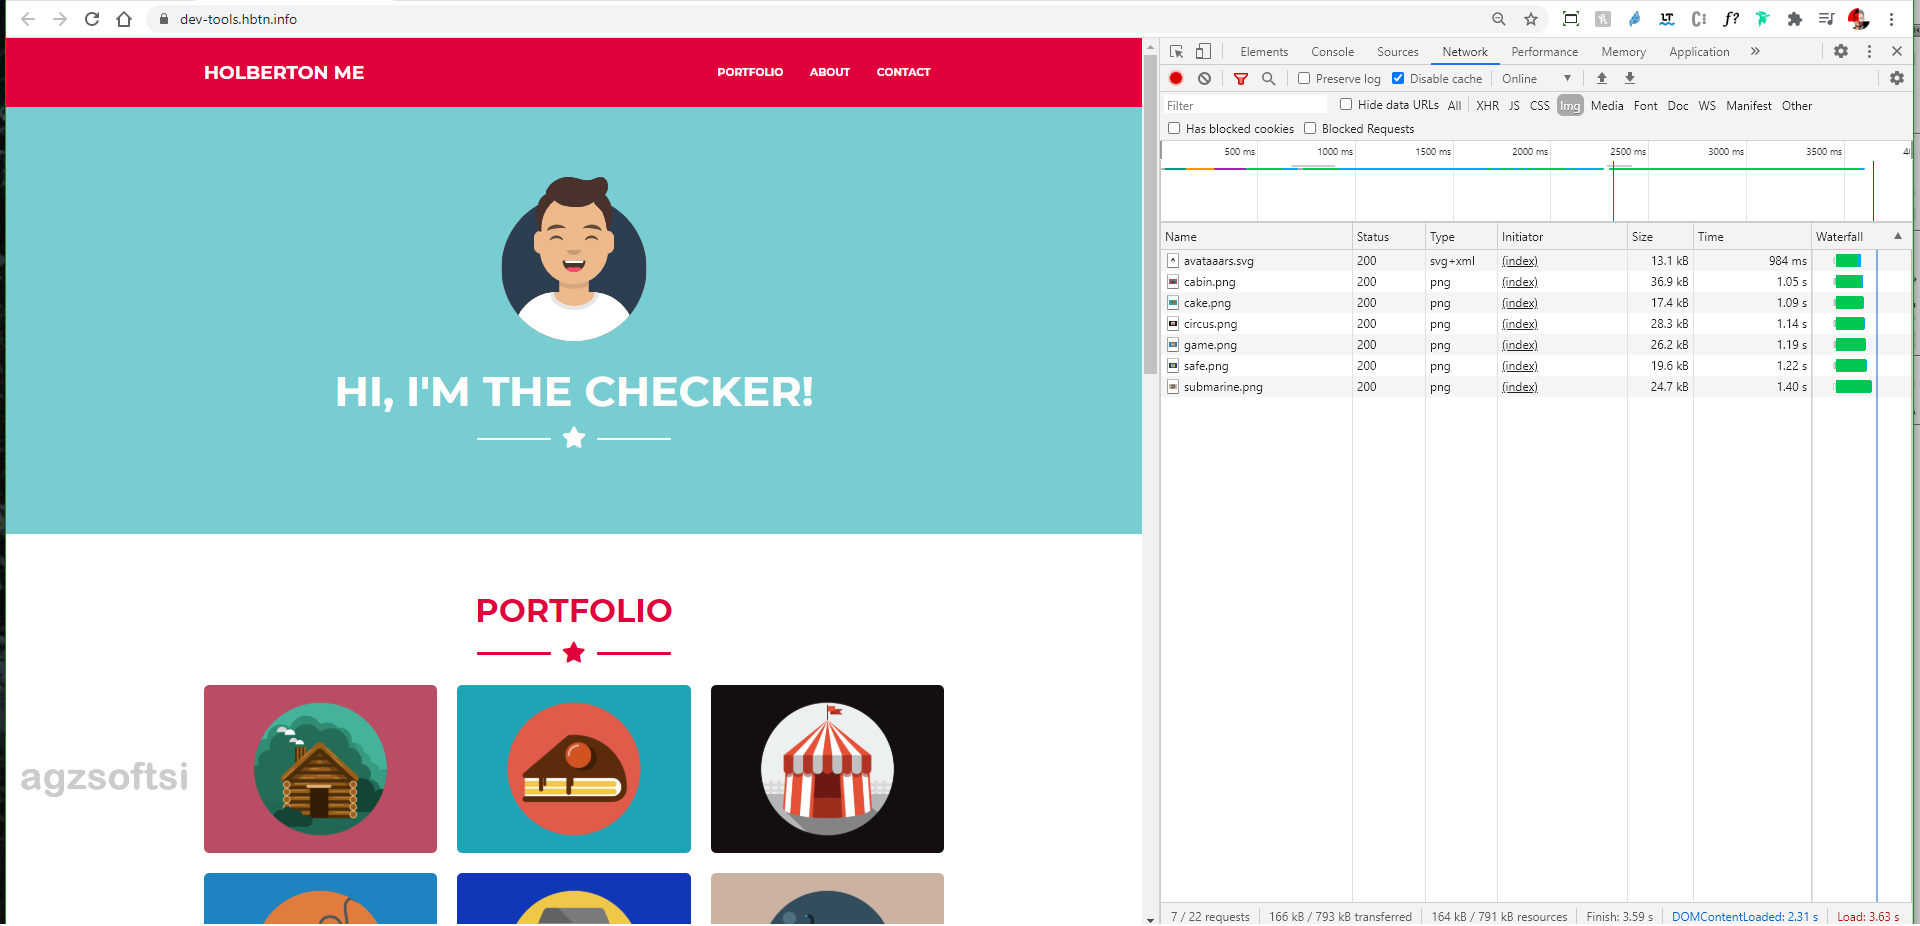 dev-tools.hbtn.info
HOLBERTON ME
PORTFOLIO ABOUT CONTACT
HI, I'M THE CHECKER!
PORTFOLIO
agzsoftsi
Elements Console Sources Network Performance Memory Application
Preserve log Disable cache Online
Filter Hide data URLs All XHR JS CSS Img Media Font Doc WS Manifest Other
Has blocked cookies Blocked Requests
500 ms 1000 ms 1500 ms 2000 ms 2500 ms 3000 ms 3500 ms
Name Status Type Initiator Size Time Waterfall
avataaars.svg 200 svg+xml (index) 13.1 kB 984 ms
cabin.png 200 png (index) 36.9 kB 1.05 s
cake.png 200 png (index) 17.4 kB 1.09 s
circus.png 200 png (index) 28.3 kB 1.14 s
game.png 200 png (index) 26.2 kB 1.19 s
safe.png 200 png (index) 19.6 kB 1.22 s
submarine.png 200 png (index) 24.7 kB 1.40 s
7 / 22 requests 166 kB / 793 kB transferred 164 kB / 791 kB resources Finish: 3.59 s DOMContentLoaded: 2.31 s Load: 3.63 s